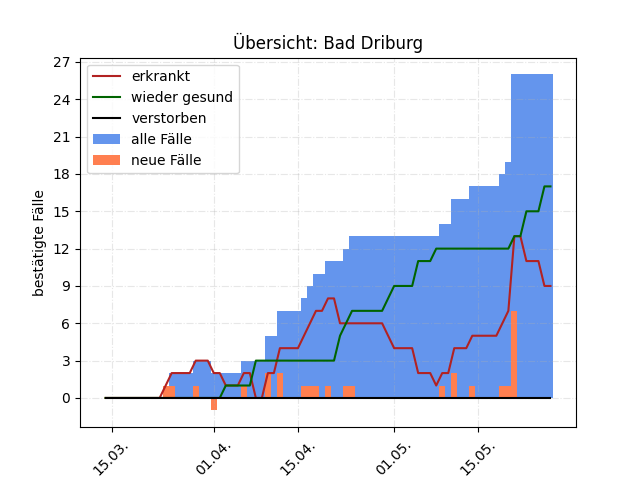 Übersicht: Bad Driburg
erkrankt
wieder gesund
verstorben
alle Fälle
neue Fälle
bestätigte Fälle
27
24
21
18
15
12
9
6
3
0
15.03.
01.04.
15.04.
01.05.
15.05.